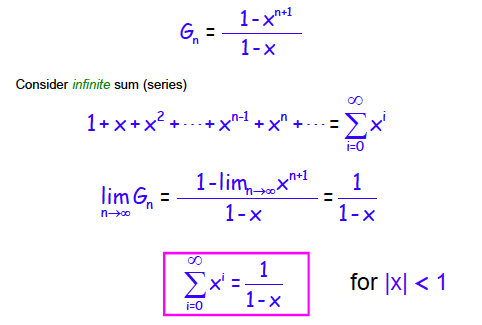 Gₙ = (1-xⁿ⁺¹)/(1-x)
Consider infinite sum (series)
1+x+x²+···+xⁿ⁻¹+xⁿ+··· = ∑_{i=0}^{∞} xⁱ
lim_{n→∞} Gₙ = (1-lim_{n→∞} xⁿ⁺¹)/(1-x) = 1/(1-x)
∑_{i=0}^{∞} xⁱ = 1/(1-x) for |x| < 1